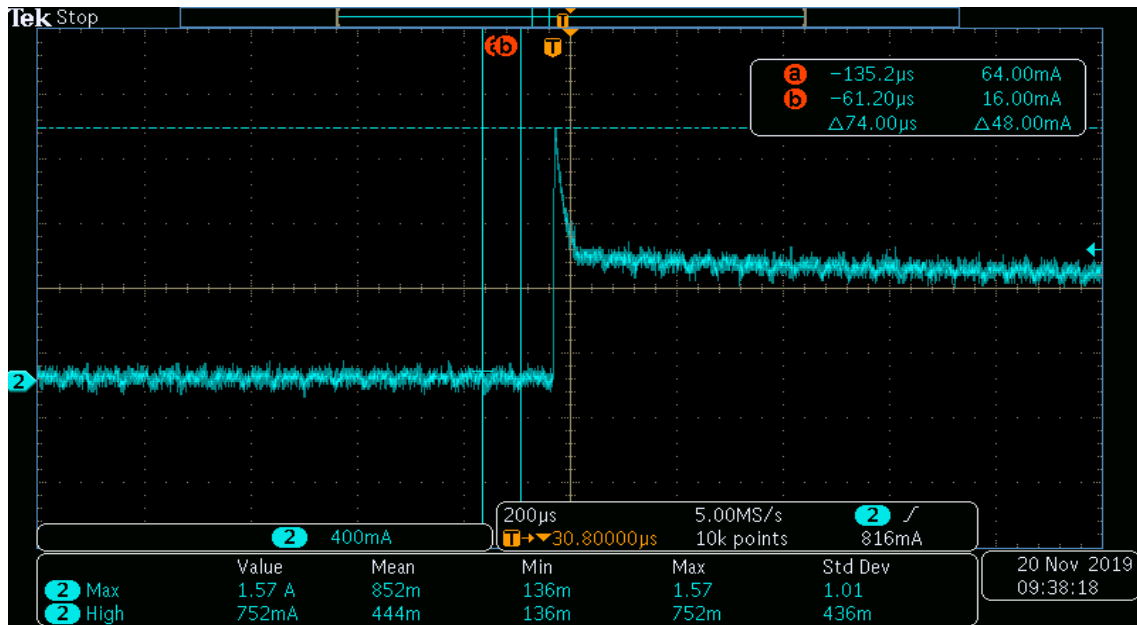 Tek Stop
T
a b T
a −135.2µs 64.00mA
b −61.20µs 16.00mA
△74.00µs △48.00mA
2
2 400mA
200µs 5.00MS/s 2
T→▼30.80000µs 10k points 816mA
Value Mean Min Max Std Dev
2 Max 1.57 A 852m 136m 1.57 1.01
2 High 752mA 444m 136m 752m 436m
20 Nov 2019
09:38:18